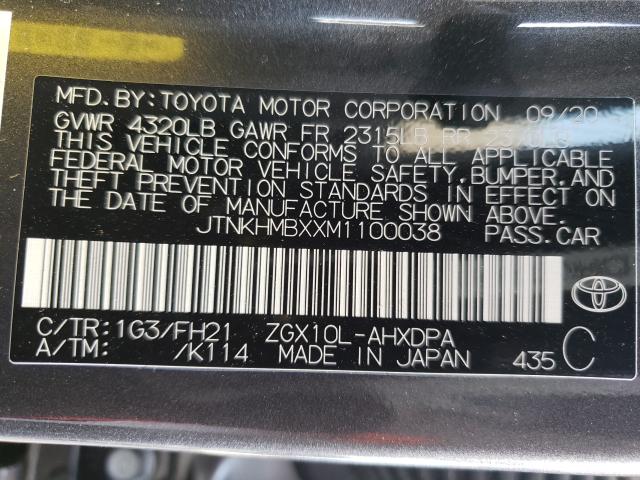 MFD.BY:TOYOTA MOTOR CORPORATION 09/20
GVWR 4320LB GAWR FR 2315LB RR
THIS VEHICLE CONFORMS TO ALL APPLICABLE
FEDERAL MOTOR VEHICLE SAFETY,BUMPER,AND
THEFT PREVENTION STANDARDS IN EFFECT ON
THE DATE OF MANUFACTURE SHOWN ABOVE.
JTNKHMBXXM1100038 PASS.CAR
C/TR:1G3/FH21 ZGX10L-AHXDPA
A/TM: /K114 MADE IN JAPAN 435 C
TOYOTA